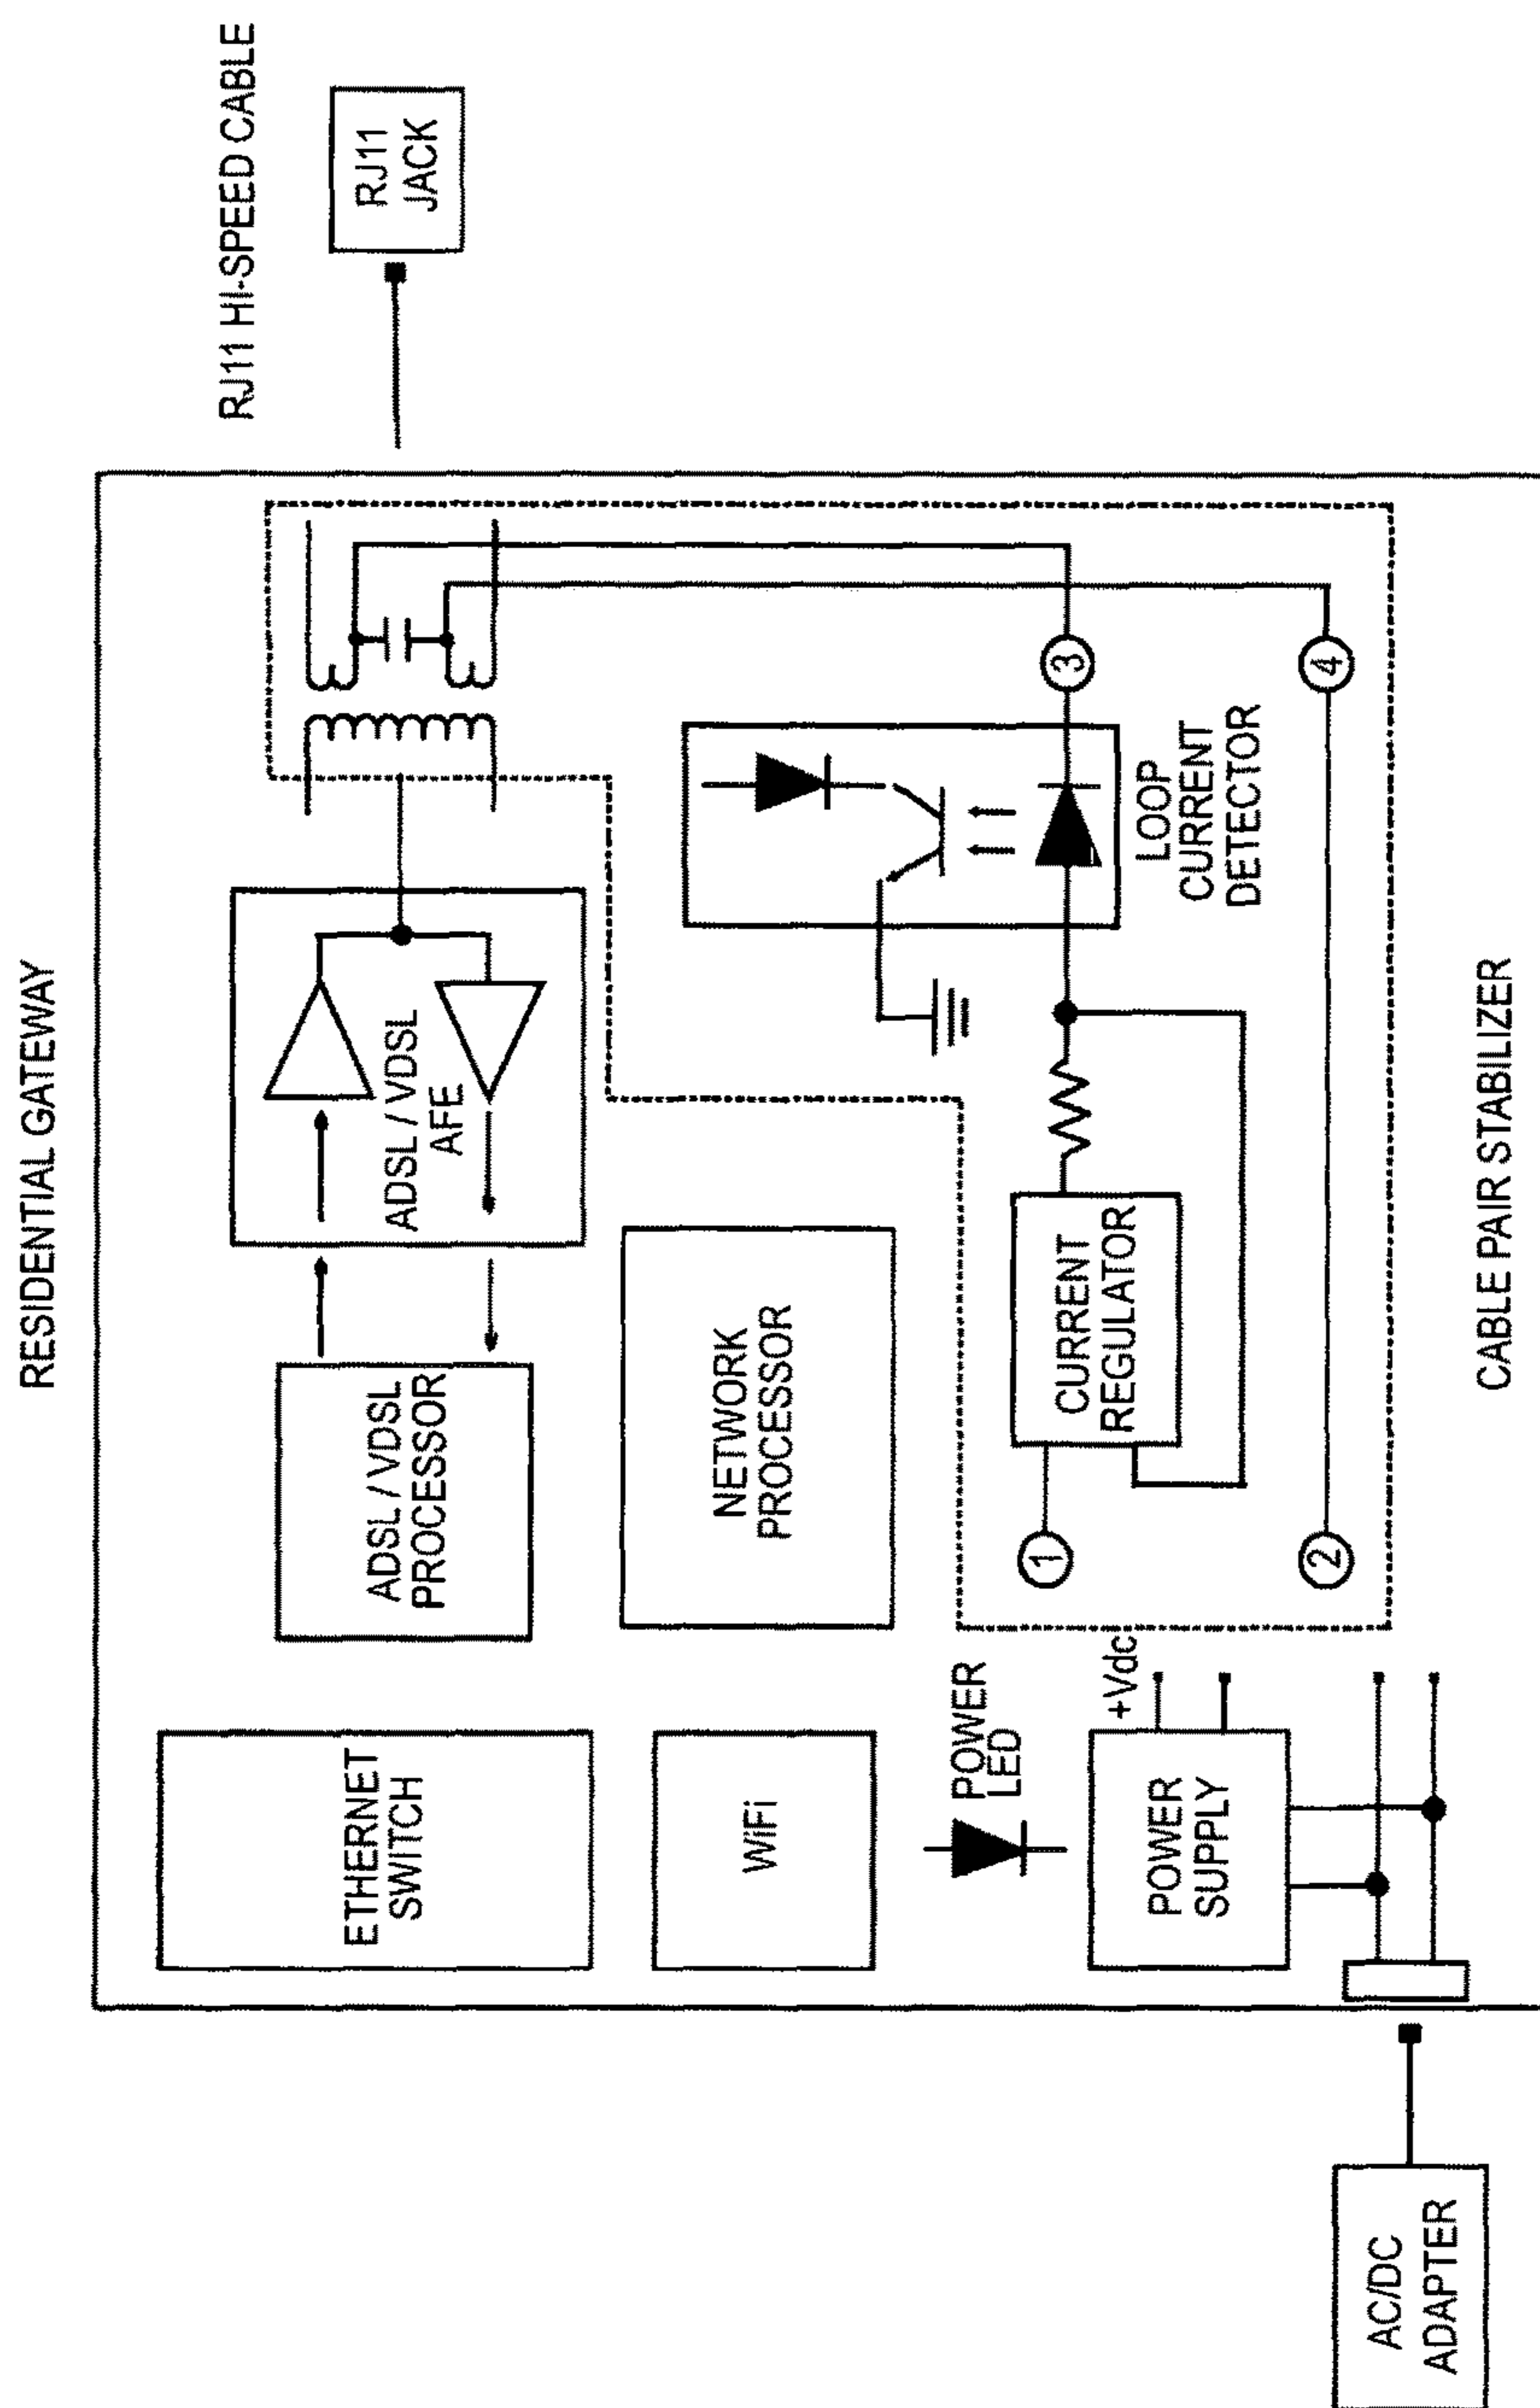 RESIDENTIAL GATEWAY
RJ11 HI-SPEED CABLE
RJ11
JACK
ETHERNET
SWITCH
ADSL / VDSL
PROCESSOR
ADSL / VDSL
AFE
WiFi
NETWORK
PROCESSOR
POWER
LED
+Vdc
POWER
SUPPLY
1
CURRENT
REGULATOR
LOOP
CURRENT
DETECTOR
3
2
4
AC/DC
ADAPTER
CABLE PAIR STABILIZER